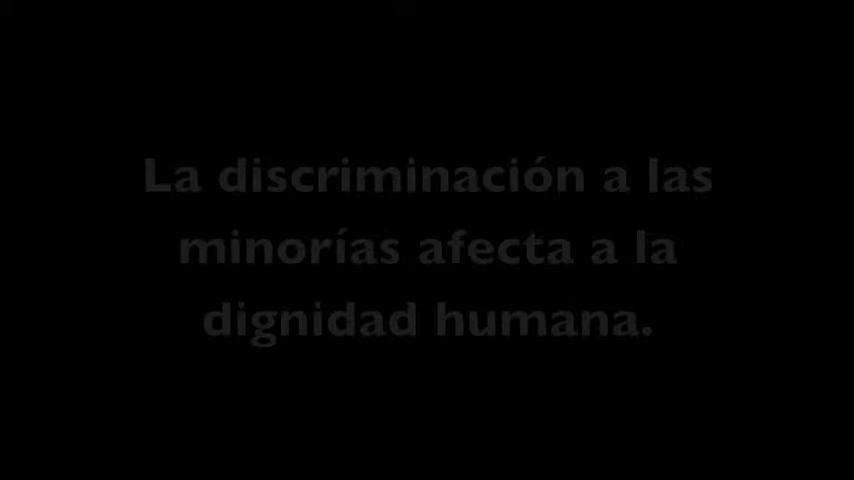 La discriminación a las
minorías afecta a la
dignidad humana.